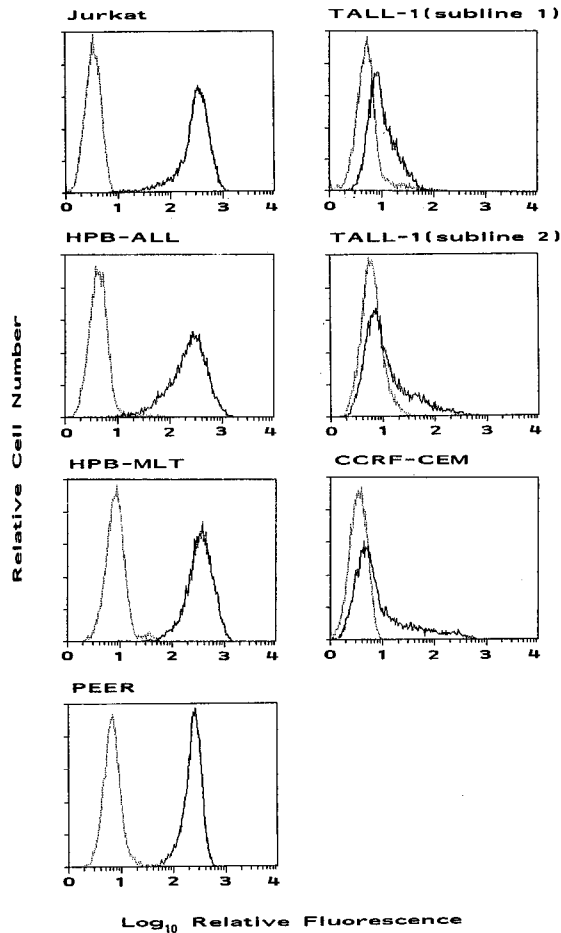 Jurkat
TALL-1(subline 1)
0 1 2 3 4
0 1 2 3 4
HPB-ALL
TALL-1(subline 2)
0 1 2 3 4
0 1 2 3 4
HPB-MLT
CCRF-CEM
0 1 2 3 4
0 1 2 3 4
PEER
0 1 2 3 4
Relative Cell Number
Log₁₀ Relative Fluorescence